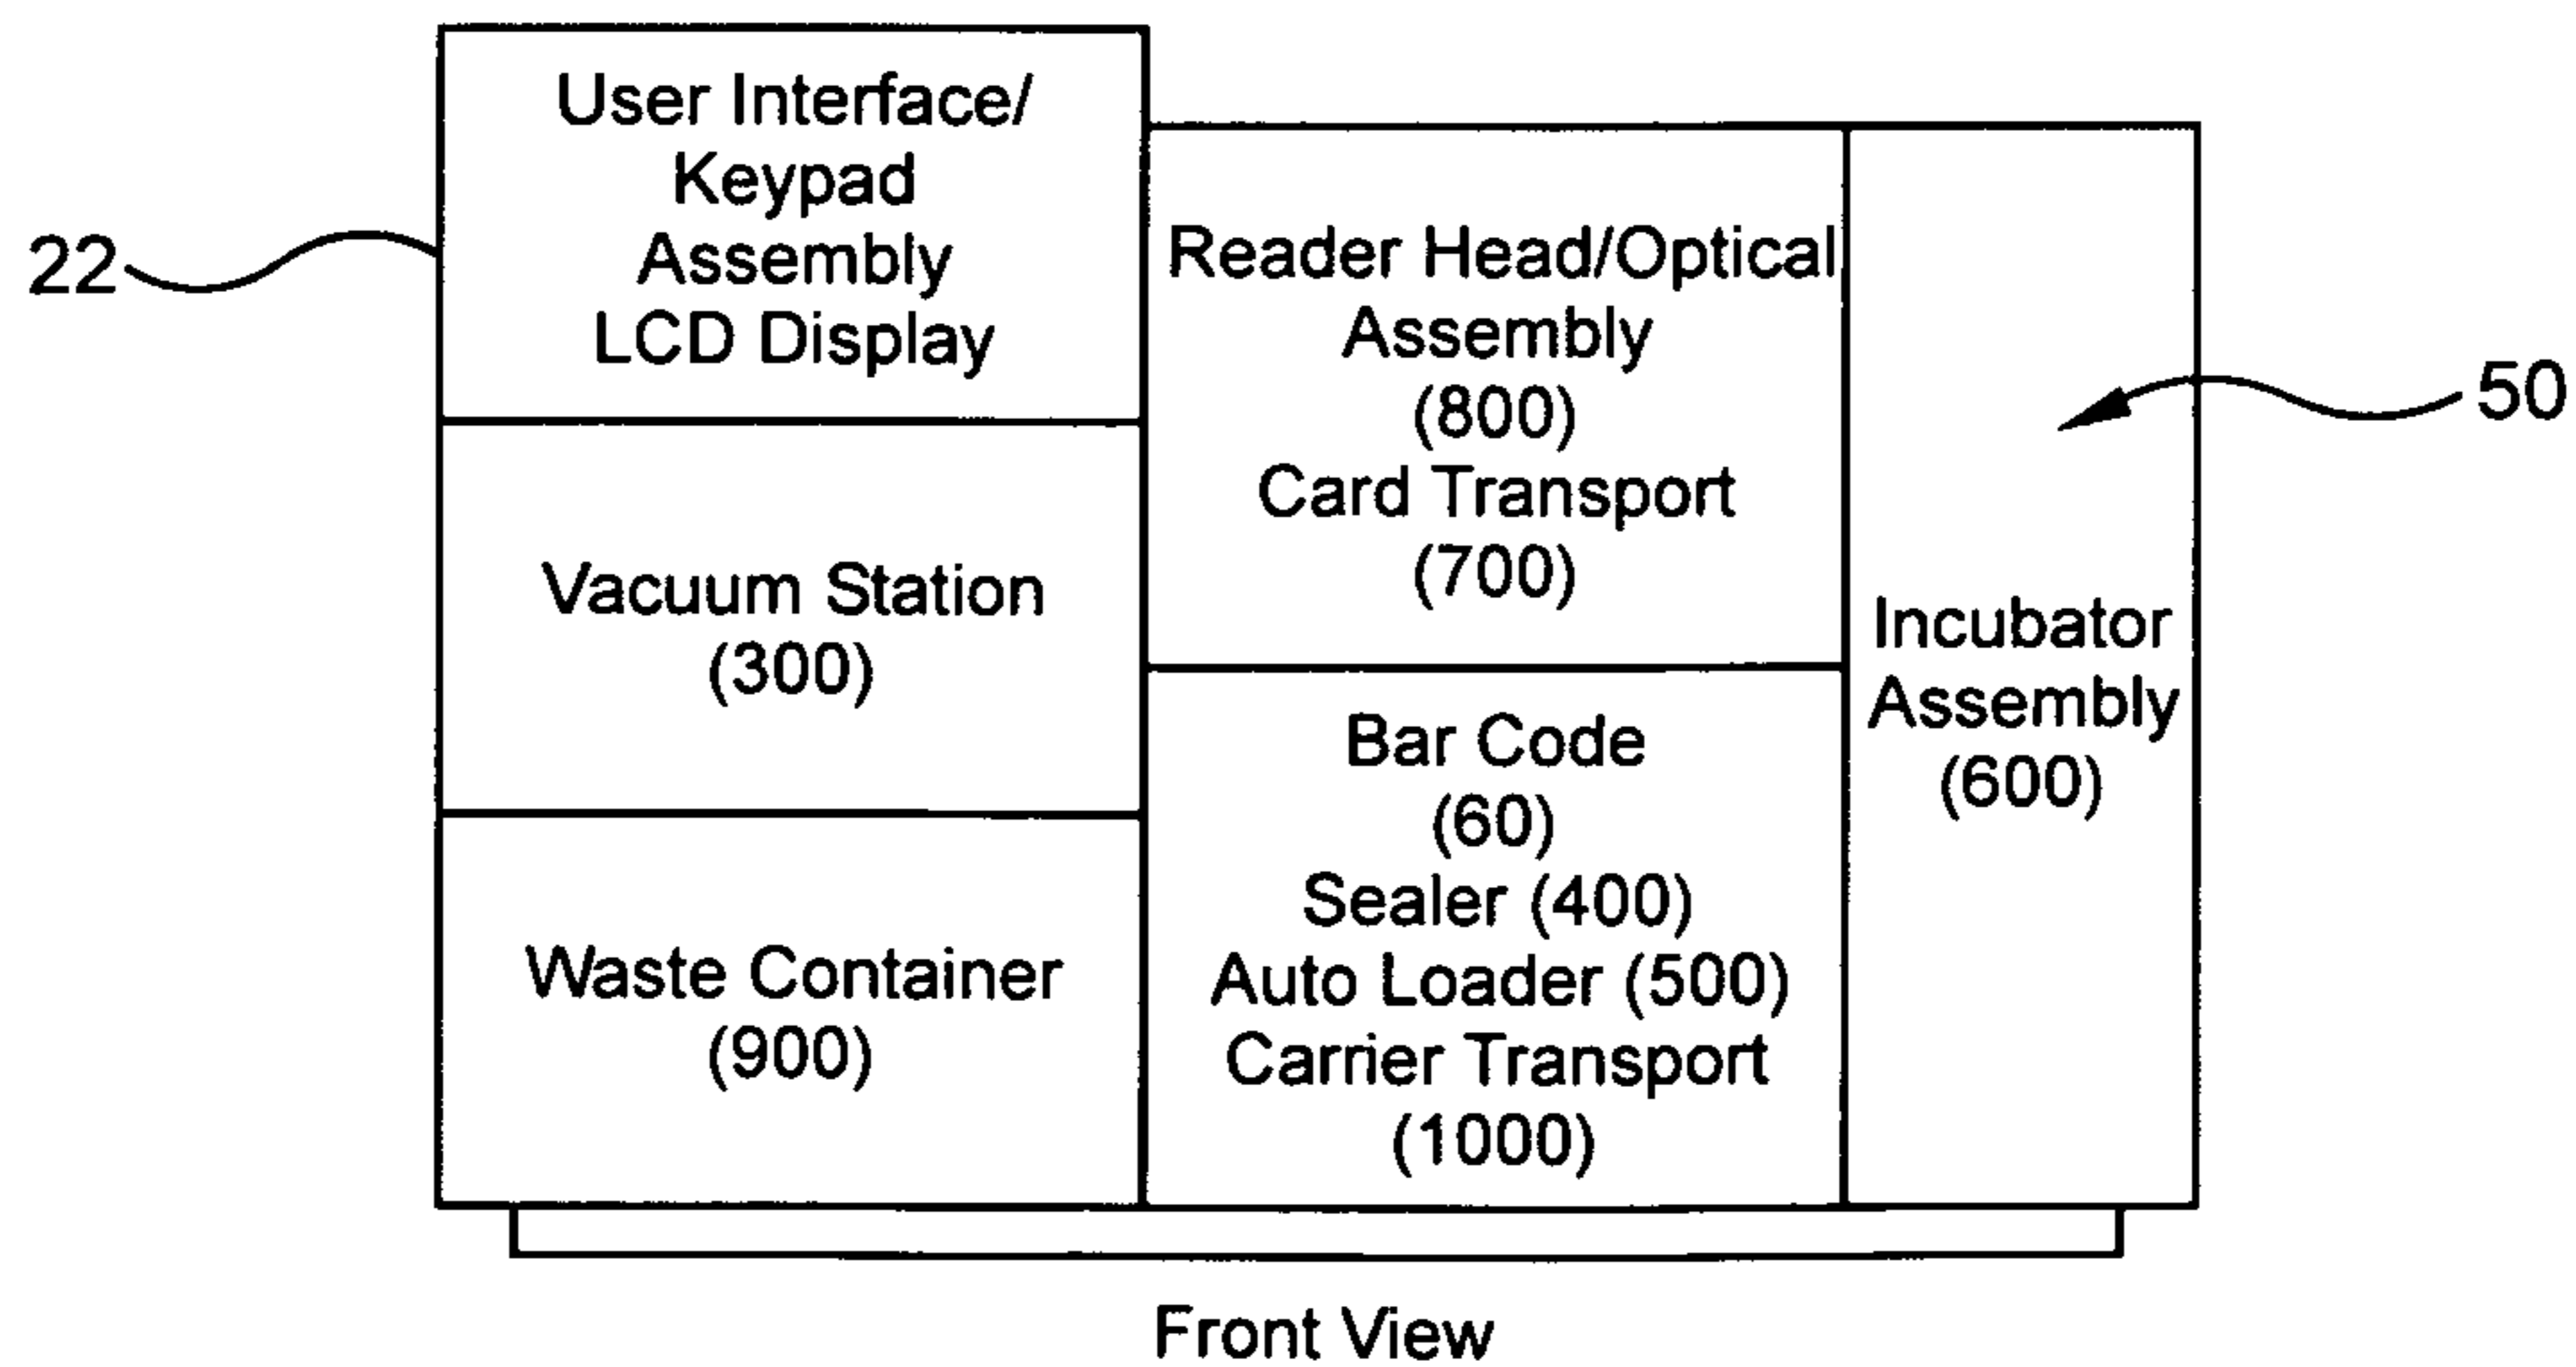 22
User Interface/
Keypad
Assembly
LCD Display
Vacuum Station
(300)
Waste Container
(900)
Reader Head/Optical
Assembly
(800)
Card Transport
(700)
Bar Code
(60)
Sealer (400)
Auto Loader (500)
Carrier Transport
(1000)
50
Incubator
Assembly
(600)
Front View